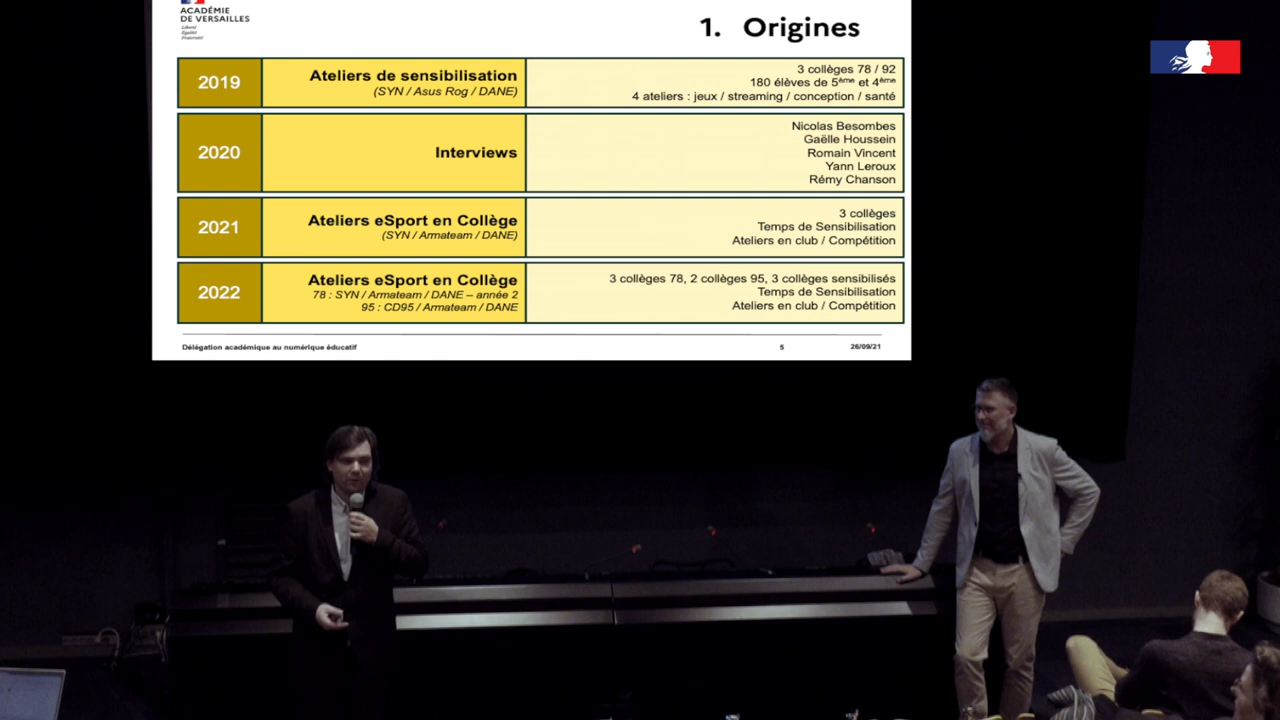 ACADÉMIE
DE VERSAILLES
Liberté
Égalité
Fraternité
1. Origines
2019
Ateliers de sensibilisation
(SYN / Asus Rog / DANE)
3 collèges 78 / 92
180 élèves de 5ème et 4ème
4 ateliers : jeux / streaming / conception / santé
2020
Interviews
Nicolas Besombes
Gaëlle Houssein
Romain Vincent
Yann Leroux
Rémy Chanson
2021
Ateliers eSport en Collège
(SYN / Armateam / DANE)
3 collèges
Temps de Sensibilisation
Ateliers en club / Compétition
2022
Ateliers eSport en Collège
78 : SYN / Armateam / DANE – année 2
95 : CD95 / Armateam / DANE
3 collèges 78, 2 collèges 95, 3 collèges sensibilisés
Temps de Sensibilisation
Ateliers en club / Compétition
Délégation académique au numérique éducatif
5
26/09/21